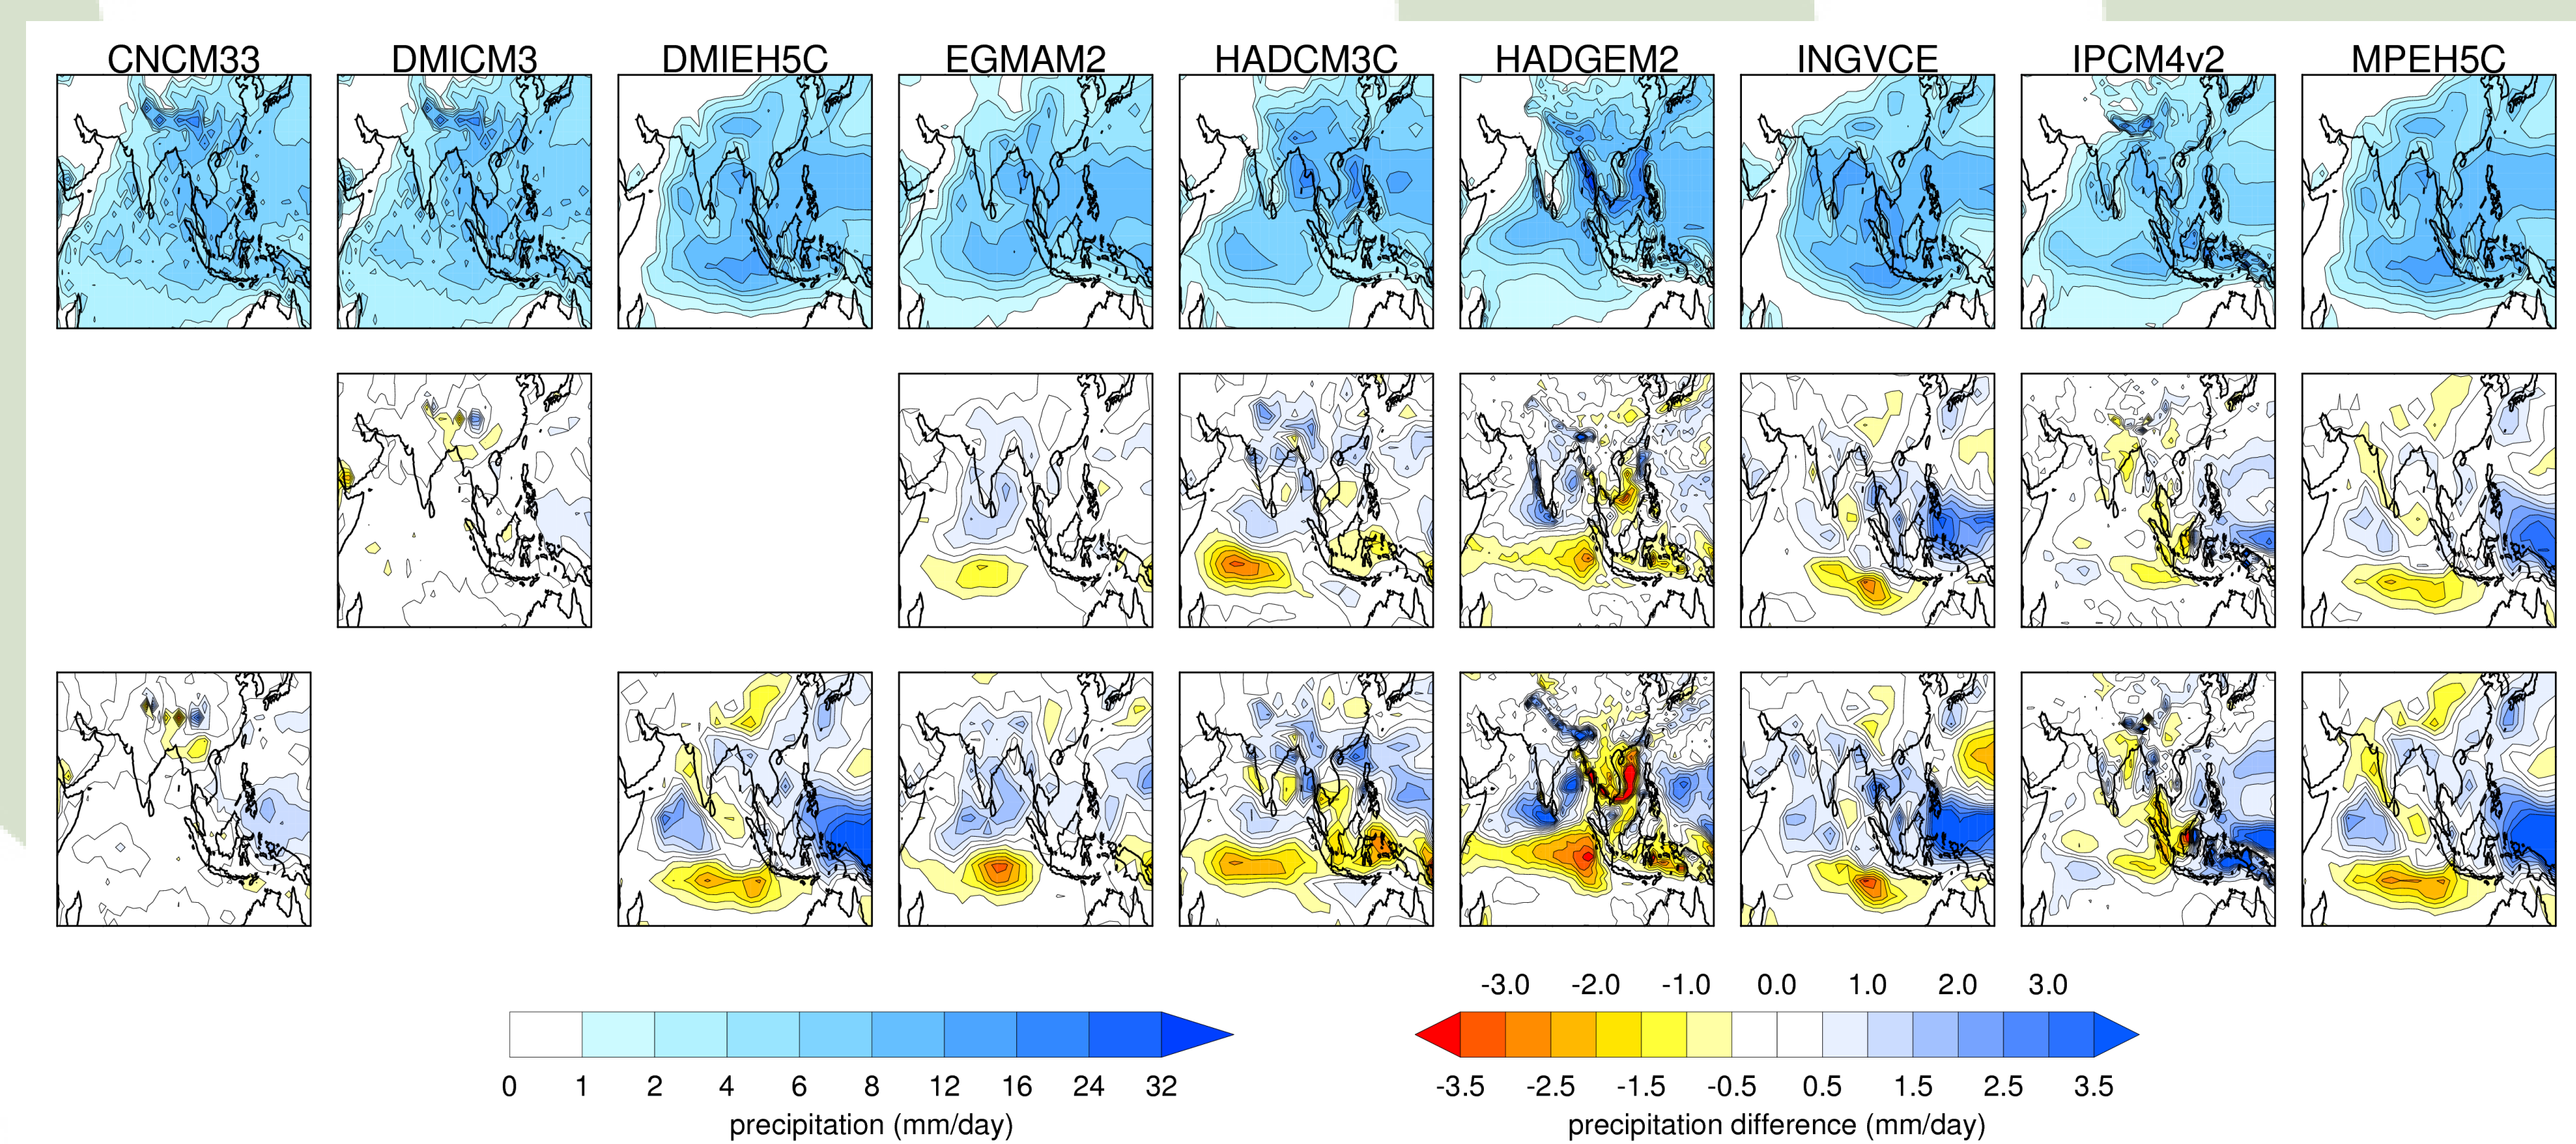 CNCM33 DMICM3 DMIEH5C EGMAM2 HADCM3C HADGEM2 INGVCE IPCM4v2 MPEH5C
-3.0 -2.0 -1.0 0.0 1.0 2.0 3.0
0 1 2 4 6 8 12 16 24 32
-3.5 -2.5 -1.5 -0.5 0.5 1.5 2.5 3.5
precipitation (mm/day)
precipitation difference (mm/day)